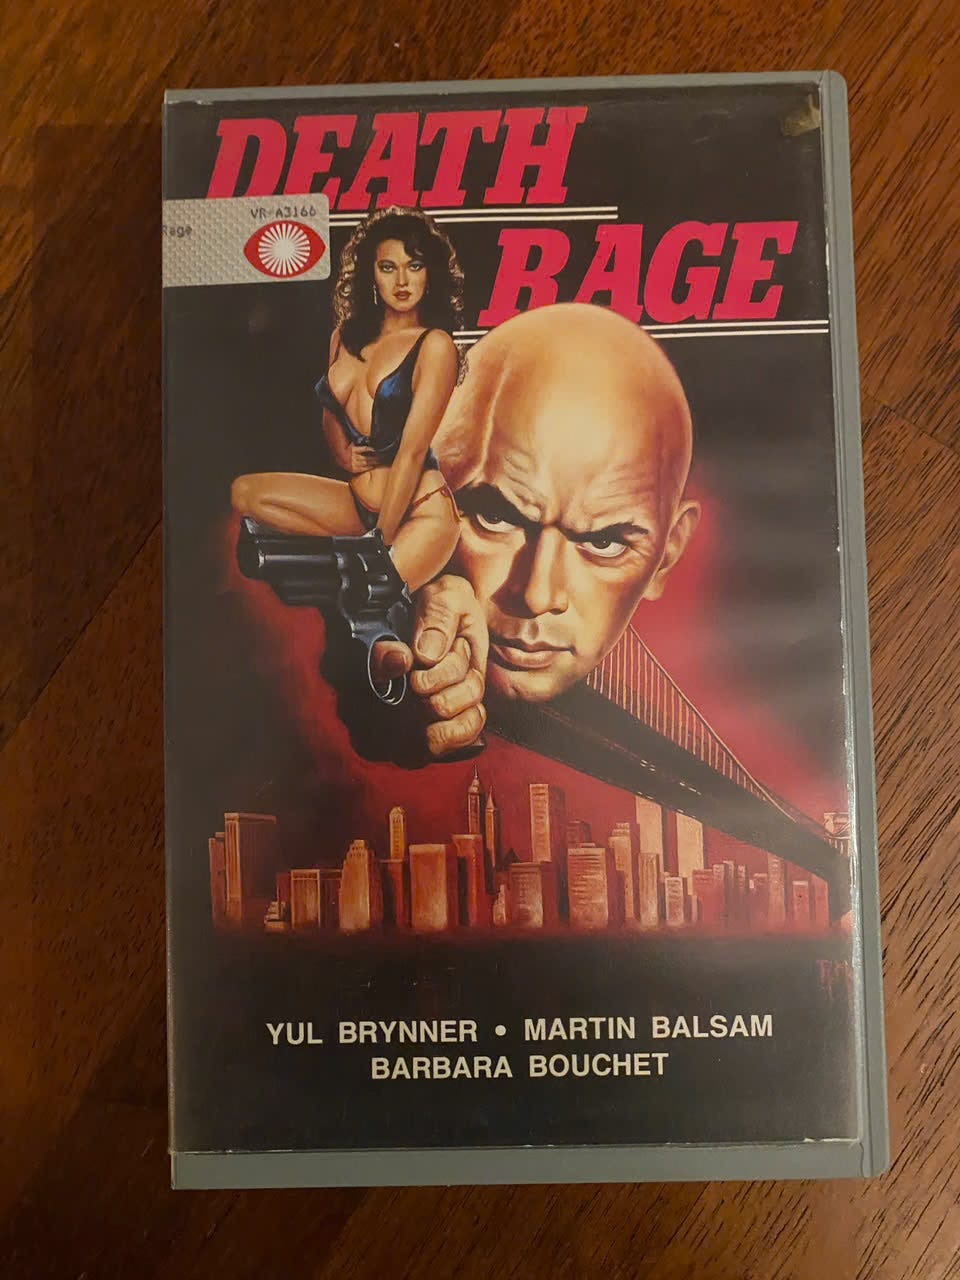 DEATH
VR-A3166
Rage
RAGE
YUL BRYNNER • MARTIN BALSAM
BARBARA BOUCHET